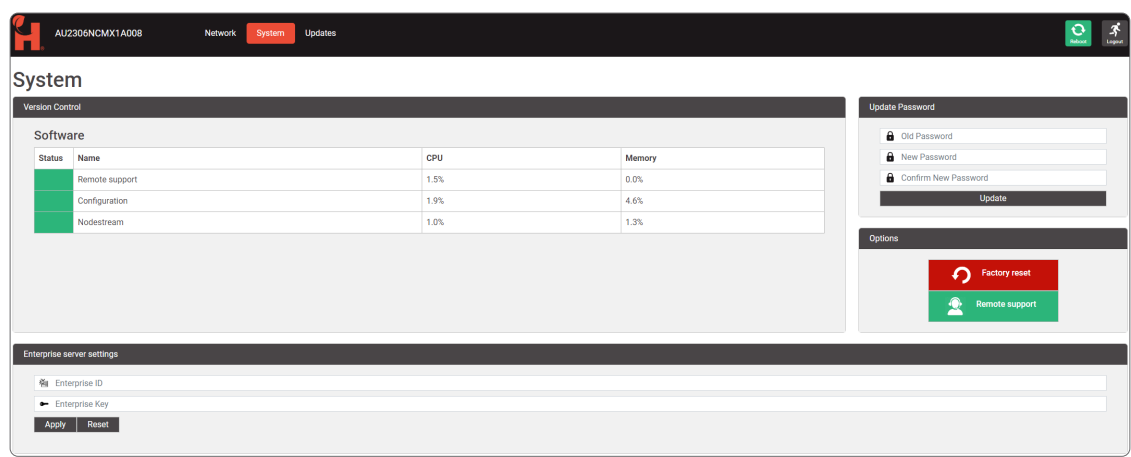 AU2306NCMX1A008 Network System Updates Reboot Logout
System
Version Control
Software
Status Name CPU Memory
Remote support 1.5% 0.0%
Configuration 1.9% 4.6%
Nodestream 1.0% 1.3%
Update Password
Old Password
New Password
Confirm New Password
Update
Options
Factory reset
Remote support
Enterprise server settings
Enterprise ID
Enterprise Key
Apply Reset